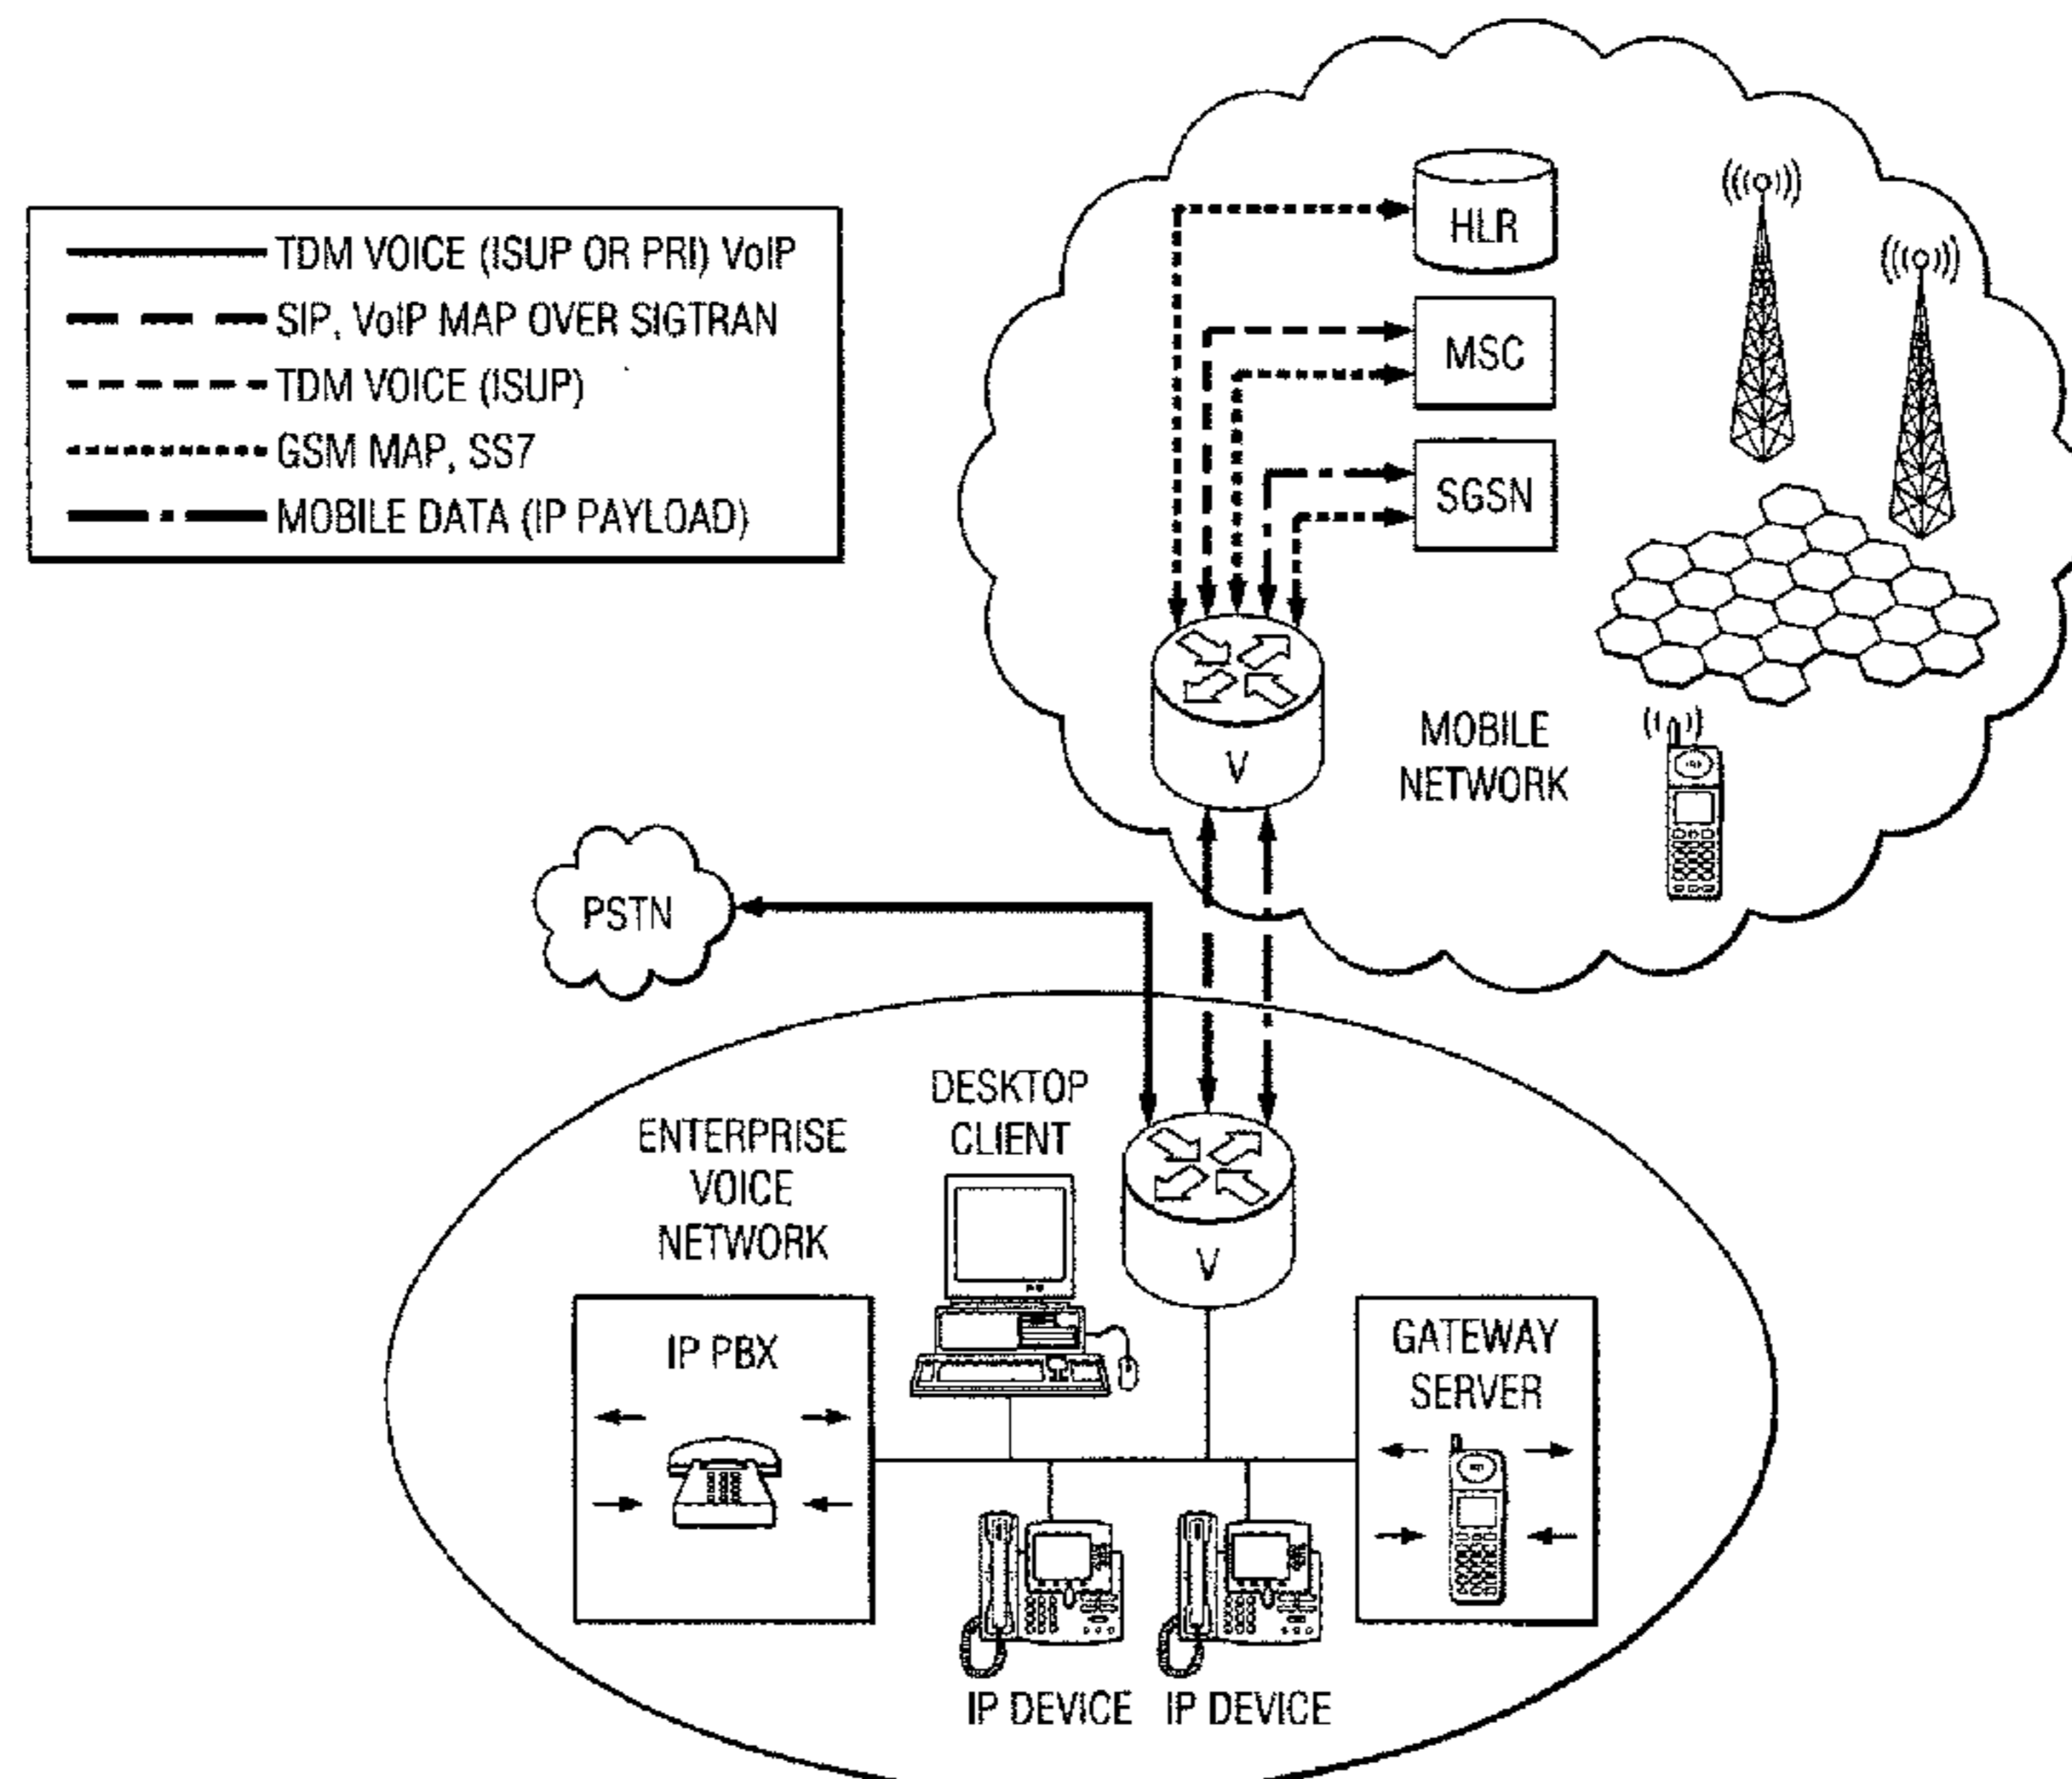 TDM VOICE (ISUP OR PRI) VoIP
SIP, VoIP MAP OVER SIGTRAN
TDM VOICE (ISUP)
GSM MAP, SS7
MOBILE DATA (IP PAYLOAD)
HLR
MSC
SGSN
V
MOBILE
NETWORK
PSTN
DESKTOP
CLIENT
ENTERPRISE
VOICE
NETWORK
V
IP PBX
GATEWAY
SERVER
IP DEVICE
IP DEVICE